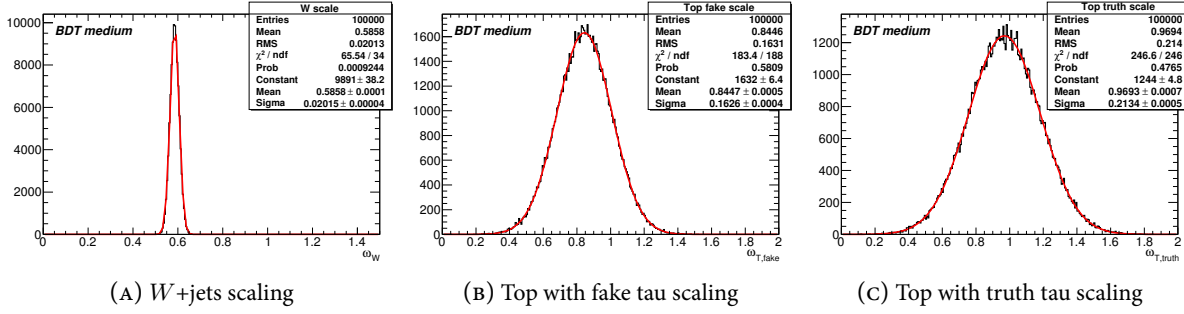 W scale
Entries 100000
Mean 0.5858
RMS 0.02013
χ² / ndf 65.54 / 34
Prob 0.0009244
Constant 9891 ± 38.2
Mean 0.5858 ± 0.0001
Sigma 0.02015 ± 0.00004
BDT medium
10000
8000
6000
4000
2000
0
0 0.2 0.4 0.6 0.8 1 1.2 1.4
ω_W
(A) W+jets scaling
Top fake scale
Entries 100000
Mean 0.8446
RMS 0.1631
χ² / ndf 183.4 / 188
Prob 0.5809
Constant 1632 ± 6.4
Mean 0.8447 ± 0.0005
Sigma 0.1626 ± 0.0004
BDT medium
1600
1400
1200
1000
800
600
400
200
0
0 0.2 0.4 0.6 0.8 1 1.2 1.4 1.6 1.8 2
ω_T,fake
(B) Top with fake tau scaling
Top truth scale
Entries 100000
Mean 0.9694
RMS 0.214
χ² / ndf 246.6 / 246
Prob 0.4765
Constant 1244 ± 4.8
Mean 0.9693 ± 0.0007
Sigma 0.2134 ± 0.0005
BDT medium
1200
1000
800
600
400
200
0
0 0.2 0.4 0.6 0.8 1 1.2 1.4 1.6 1.8 2
ω_T,truth
(C) Top with truth tau scaling